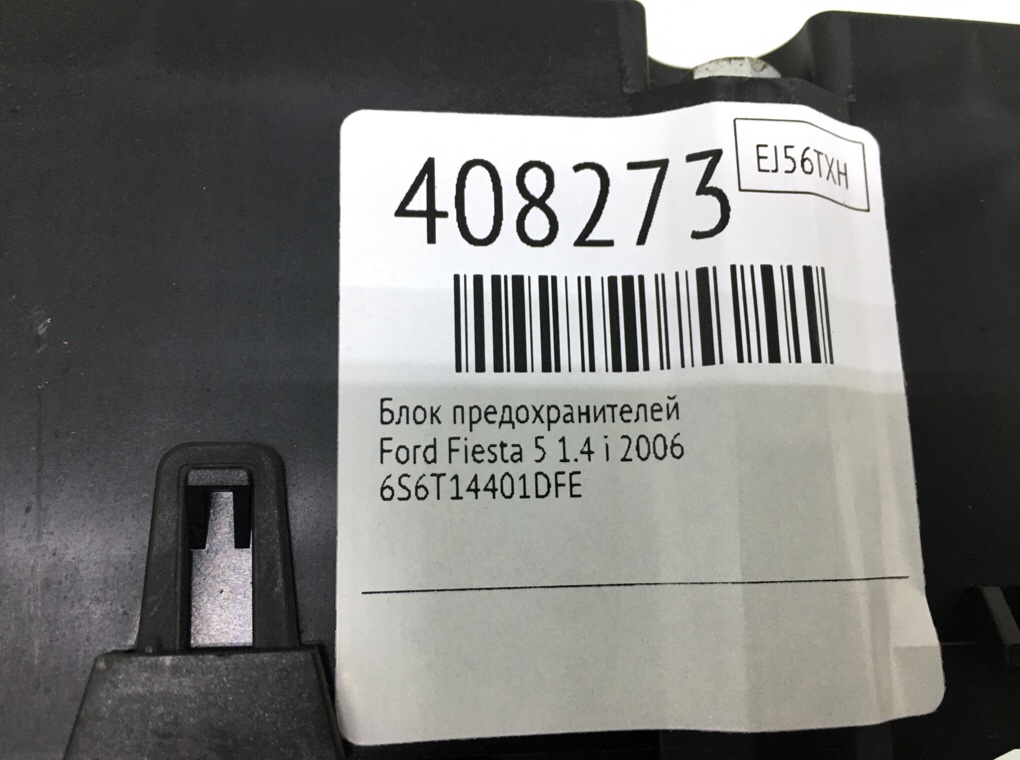 408273
EJ56TXH
Блок предохранителей
Ford Fiesta 5 1.4 i 2006
6S6T14401DFE